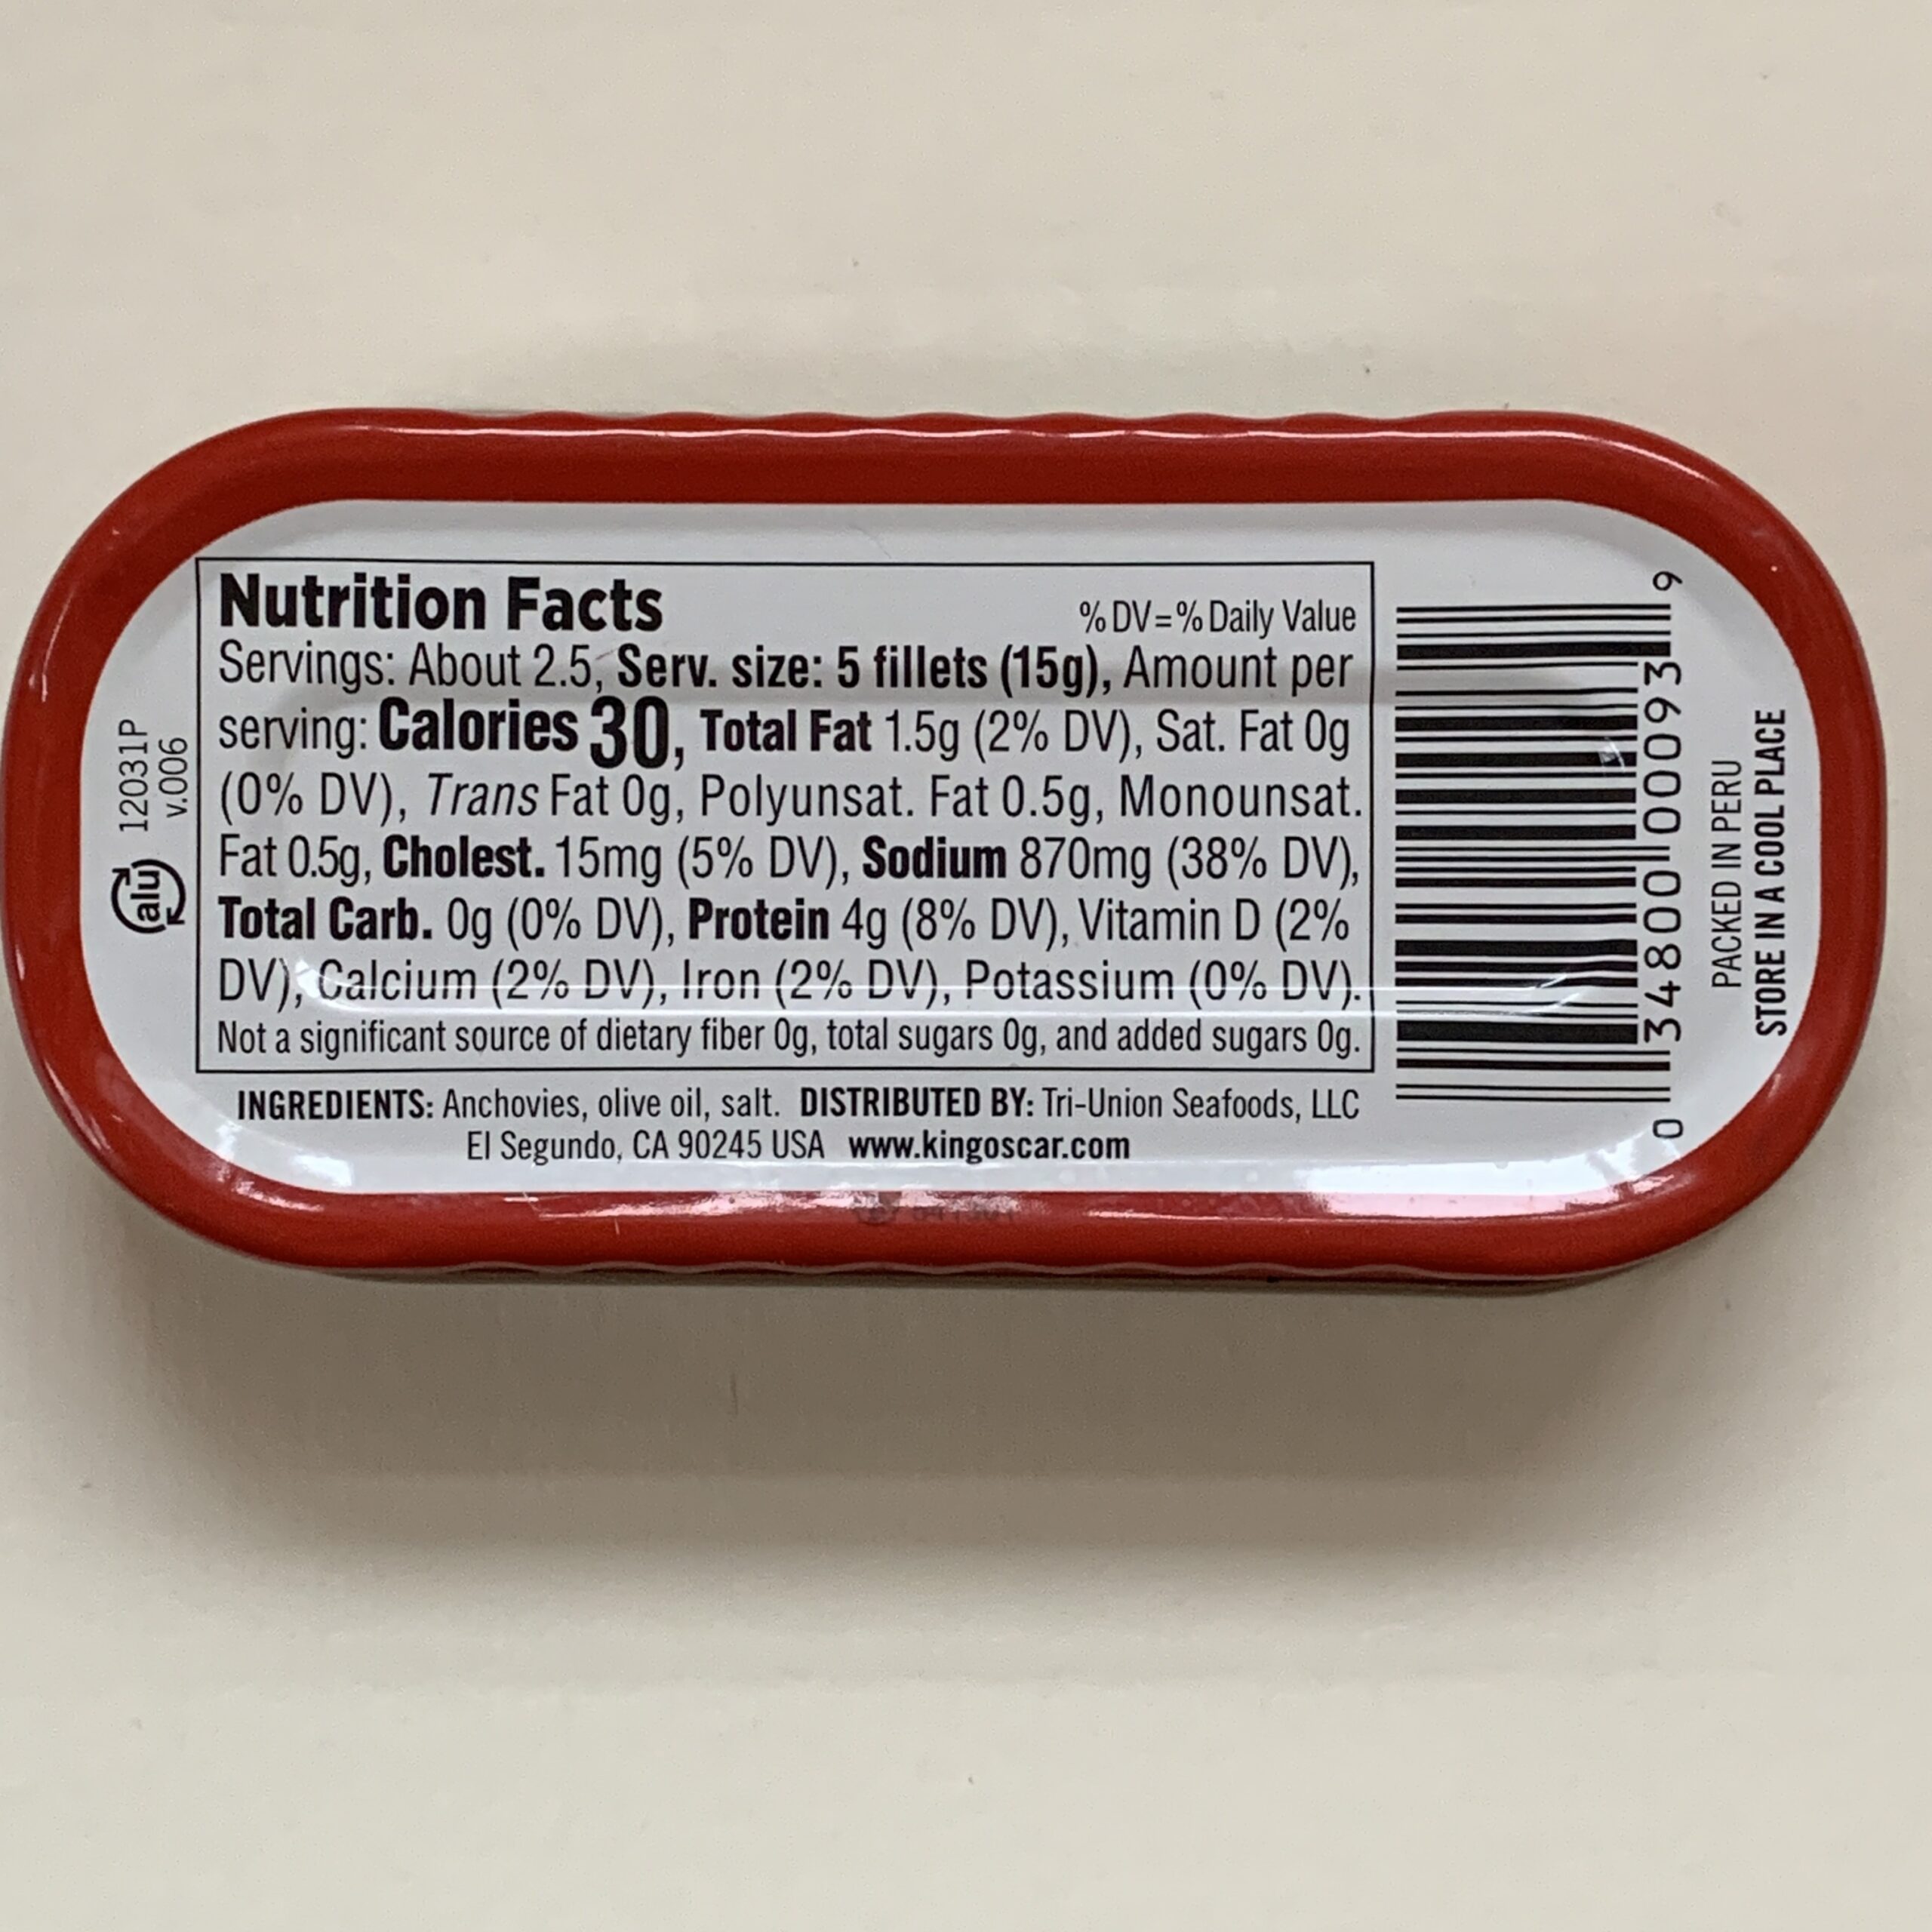 Nutrition Facts % DV=% Daily Value
Servings: About 2.5, Serv. size: 5 fillets (15g), Amount per
serving: Calories 30, Total Fat 1.5g (2% DV), Sat. Fat 0g
(0% DV), Trans Fat 0g, Polyunsat. Fat 0.5g, Monounsat.
Fat 0.5g, Cholest. 15mg (5% DV), Sodium 870mg (38% DV),
Total Carb. 0g (0% DV), Protein 4g (8% DV), Vitamin D (2%
DV), Calcium (2% DV), Iron (2% DV), Potassium (0% DV).
Not a significant source of dietary fiber 0g, total sugars 0g, and added sugars 0g.
INGREDIENTS: Anchovies, olive oil, salt. DISTRIBUTED BY: Tri-Union Seafoods, LLC
El Segundo, CA 90245 USA www.kingoscar.com
alu 12031P
v.006
0 34800 00093 9
PACKED IN PERU
STORE IN A COOL PLACE